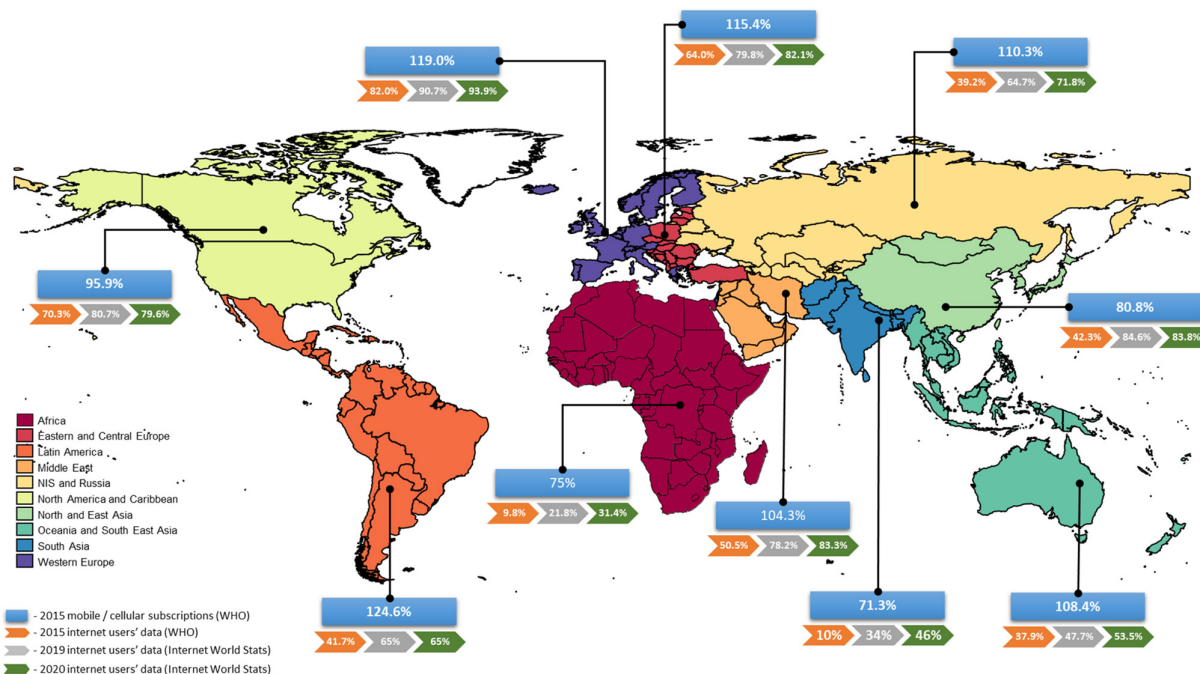 115.4%
64.0% 79.8% 82.1%
119.0%
82.0% 90.7% 93.9%
110.3%
39.2% 64.7% 71.8%
95.9%
70.3% 80.7% 79.6%
80.8%
42.3% 84.6% 83.8%
75%
9.8% 21.8% 31.4%
104.3%
50.5% 78.2% 83.3%
124.6%
41.7% 65% 65%
71.3%
10% 34% 46%
108.4%
37.9% 47.7% 53.5%
Africa
Eastern and Central Europe
Latin America
Middle East
NIS and Russia
North America and Caribbean
North and East Asia
Oceania and South East Asia
South Asia
Western Europe
- 2015 mobile / cellular subscriptions (WHO)
- 2015 internet users' data (WHO)
- 2019 internet users' data (Internet World Stats)
- 2020 internet users' data (Internet World Stats)